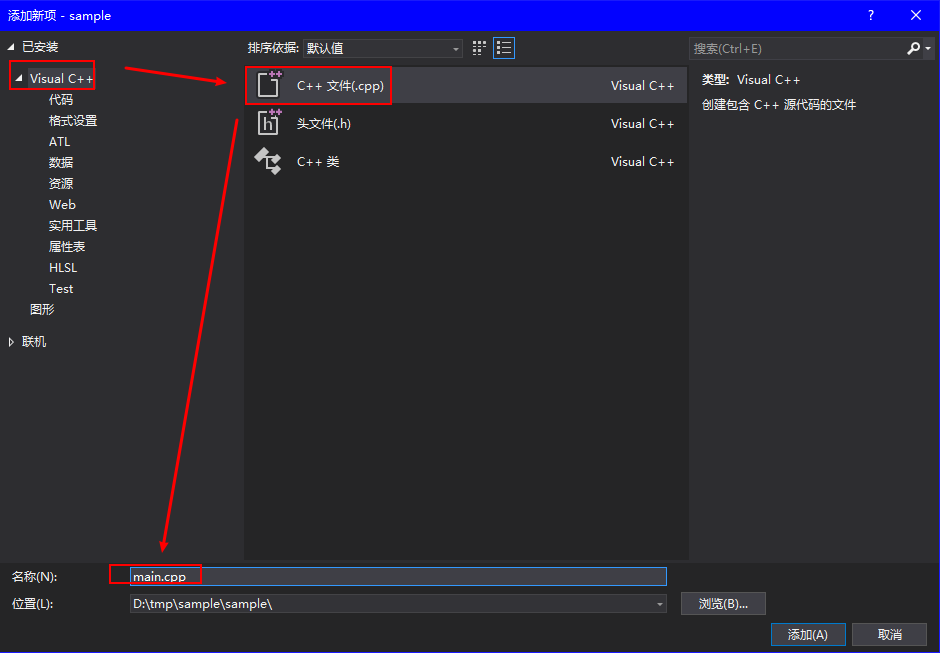 添加新项 - sample
?
已安装
Visual C++
代码
格式设置
ATL
数据
资源
Web
实用工具
属性表
HLSL
Test
图形
联机
排序依据: 默认值
C++ 文件(.cpp) Visual C++
头文件(.h) Visual C++
C++ 类 Visual C++
搜索(Ctrl+E)
类型: Visual C++
创建包含 C++ 源代码的文件
名称(N): main.cpp
位置(L): D:\tmp\sample\sample\
浏览(B)...
添加(A) 取消